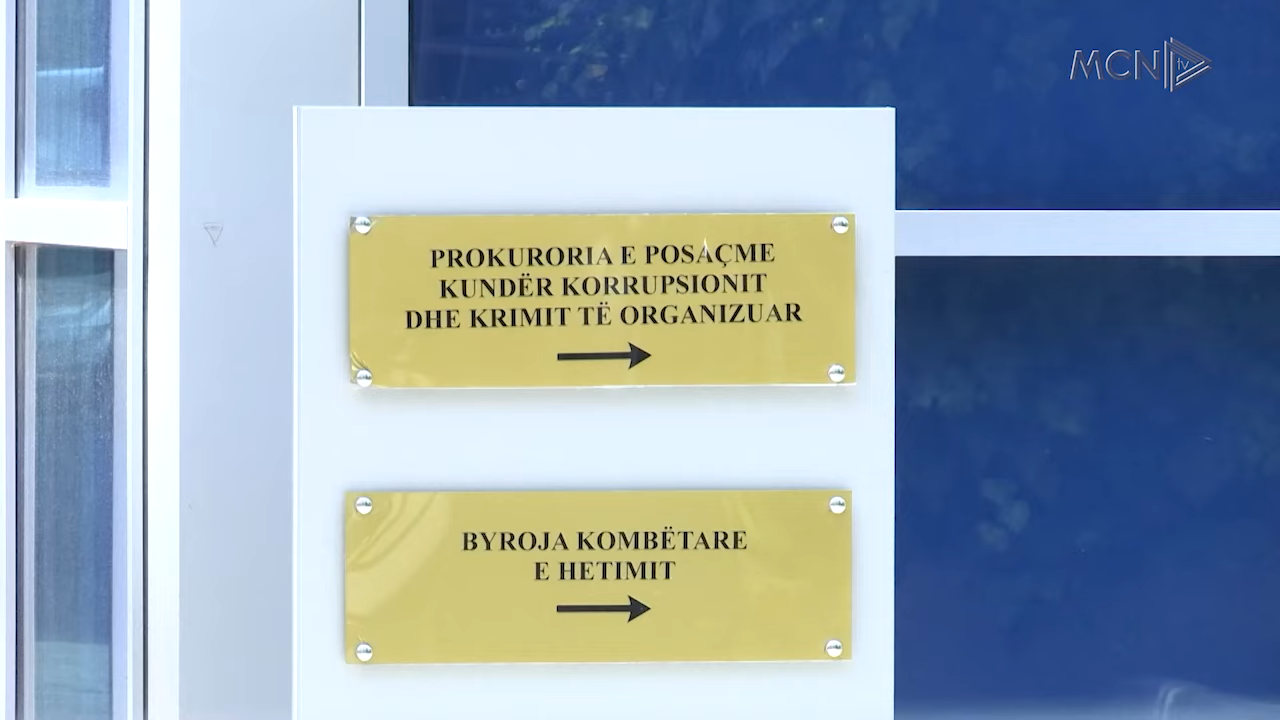 MCN tv
PROKURORIA E POSAÇME
KUNDËR KORRUPSIONIT
DHE KRIMIT TË ORGANIZUAR
BYROJA KOMBËTARE
E HETIMIT